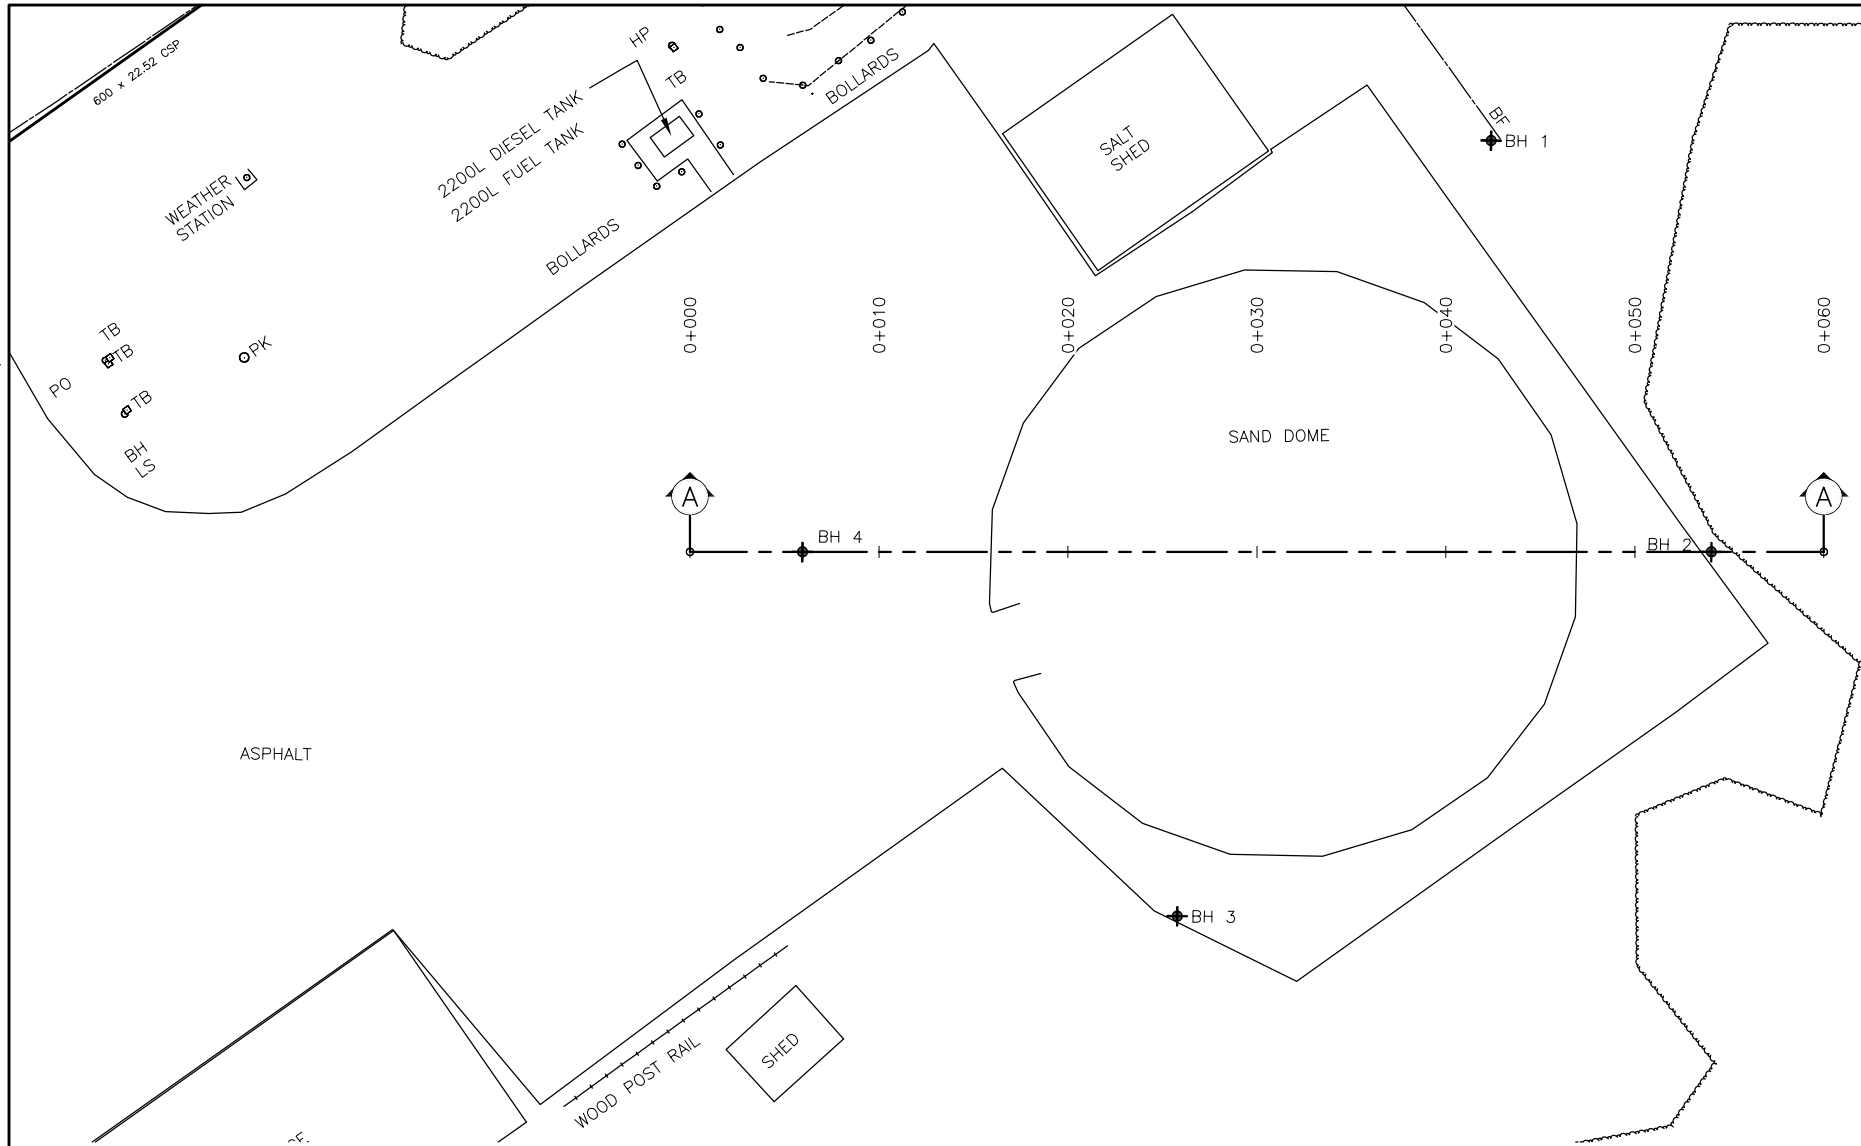 600 x 22.52 CSP
HP
TB
BOLLARDS
2200L DIESEL TANK
2200L FUEL TANK
BOLLARDS
WEATHER
STATION
SALT
SHED
BF
BH 1
TB
TB
PO
TB
BH
LS
PK
0+000
0+010
0+020
0+030
0+040
0+050
0+060
SAND DOME
A
A
BH 4
BH 2
ASPHALT
BH 3
WOOD POST RAIL
SHED